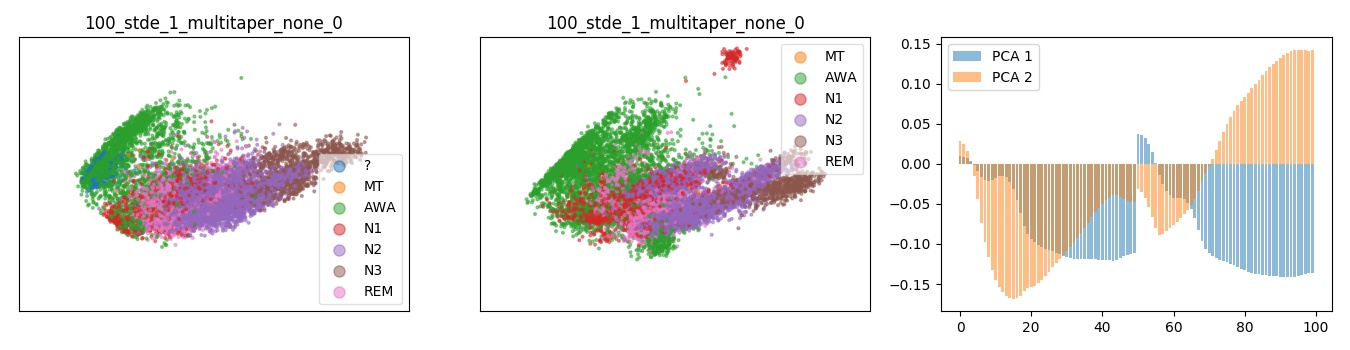 100_stde_1_multitaper_none_0
?
MT
AWA
N1
N2
N3
REM
100_stde_1_multitaper_none_0
MT
AWA
N1
N2
N3
REM
PCA 1
PCA 2
0.15
0.10
0.05
0.00
−0.05
−0.10
−0.15
0 20 40 60 80 100